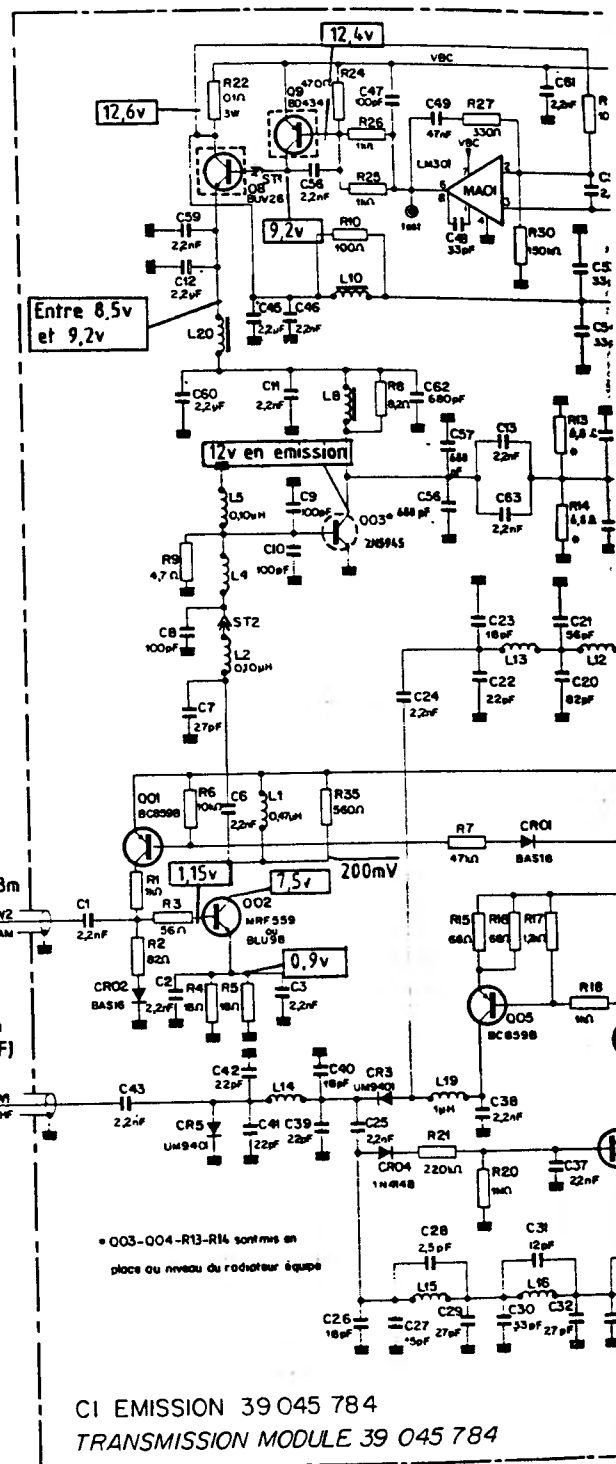 12,4v
VBC
R22
0,1Ω
3W
Q9
BD434
R24
470Ω
C47
100pF
C61
2,2nF
12,6v
R26
1kΩ
C49
47nF
R27
330Ω
LM301
VBC
MA01
ST1
Q8
BUV26
C56
2,2nF
R25
1kΩ
test
C48
33pF
C59
2,2nF
9,2v
R10
100Ω
R30
150kΩ
C12
2,2µF
Entre 8,5v
et 9,2v
L20
C45
2,2µF
C46
2,2nF
L10
C60
2,2µF
C11
2,2nF
L8
R8
8,2Ω
C62
680pF
12v en emission
C57
C13
2,2nF
R13
6,8Ω
*
L5
0,10µH
C9
100pF
Q03*
2N5945
C56
680pF
C63
2,2nF
R14
6,8Ω
*
R9
4,7Ω
C10
100pF
L4
C8
100pF
ST2
L2
0,10µH
C23
18pF
C21
56pF
L13
L12
C7
27pF
C24
2,2nF
C22
22pF
C20
82pF
Q01
BC859B
R6
10kΩ
C6
2,2nF
L1
0,47µH
R35
560Ω
R7
47kΩ
CR01
BAS16
R1
1kΩ
1,15v
7,5v
200mV
C1
2,2nF
R3
56Ω
Q02
MRF559
ou
BLU98
R15
68Ω
R16
68Ω
R17
1,2kΩ
R2
82Ω
0,9v
CR02
BAS16
C2
2,2nF
R4
18Ω
R5
18Ω
C3
2,2nF
Q05
BC859B
R18
1kΩ
C42
22pF
C40
18pF
CR3
UM9401
C43
2,2nF
L14
L19
1µH
C38
2,2nF
CR5
UM9401
C41
22pF
C39
22pF
C25
2,2nF
CR04
1N4148
R21
220kΩ
R20
1MΩ
C37
22nF
* Q03-Q04-R13-R14 sont mis en
place au niveau du radiateur équipé
C28
2,5pF
C31
12pF
L15
L16
C26
18pF
C27
15pF
C29
27pF
C30
33pF
C32
27pF
CI EMISSION 39 045 784
TRANSMISSION MODULE 39 045 784